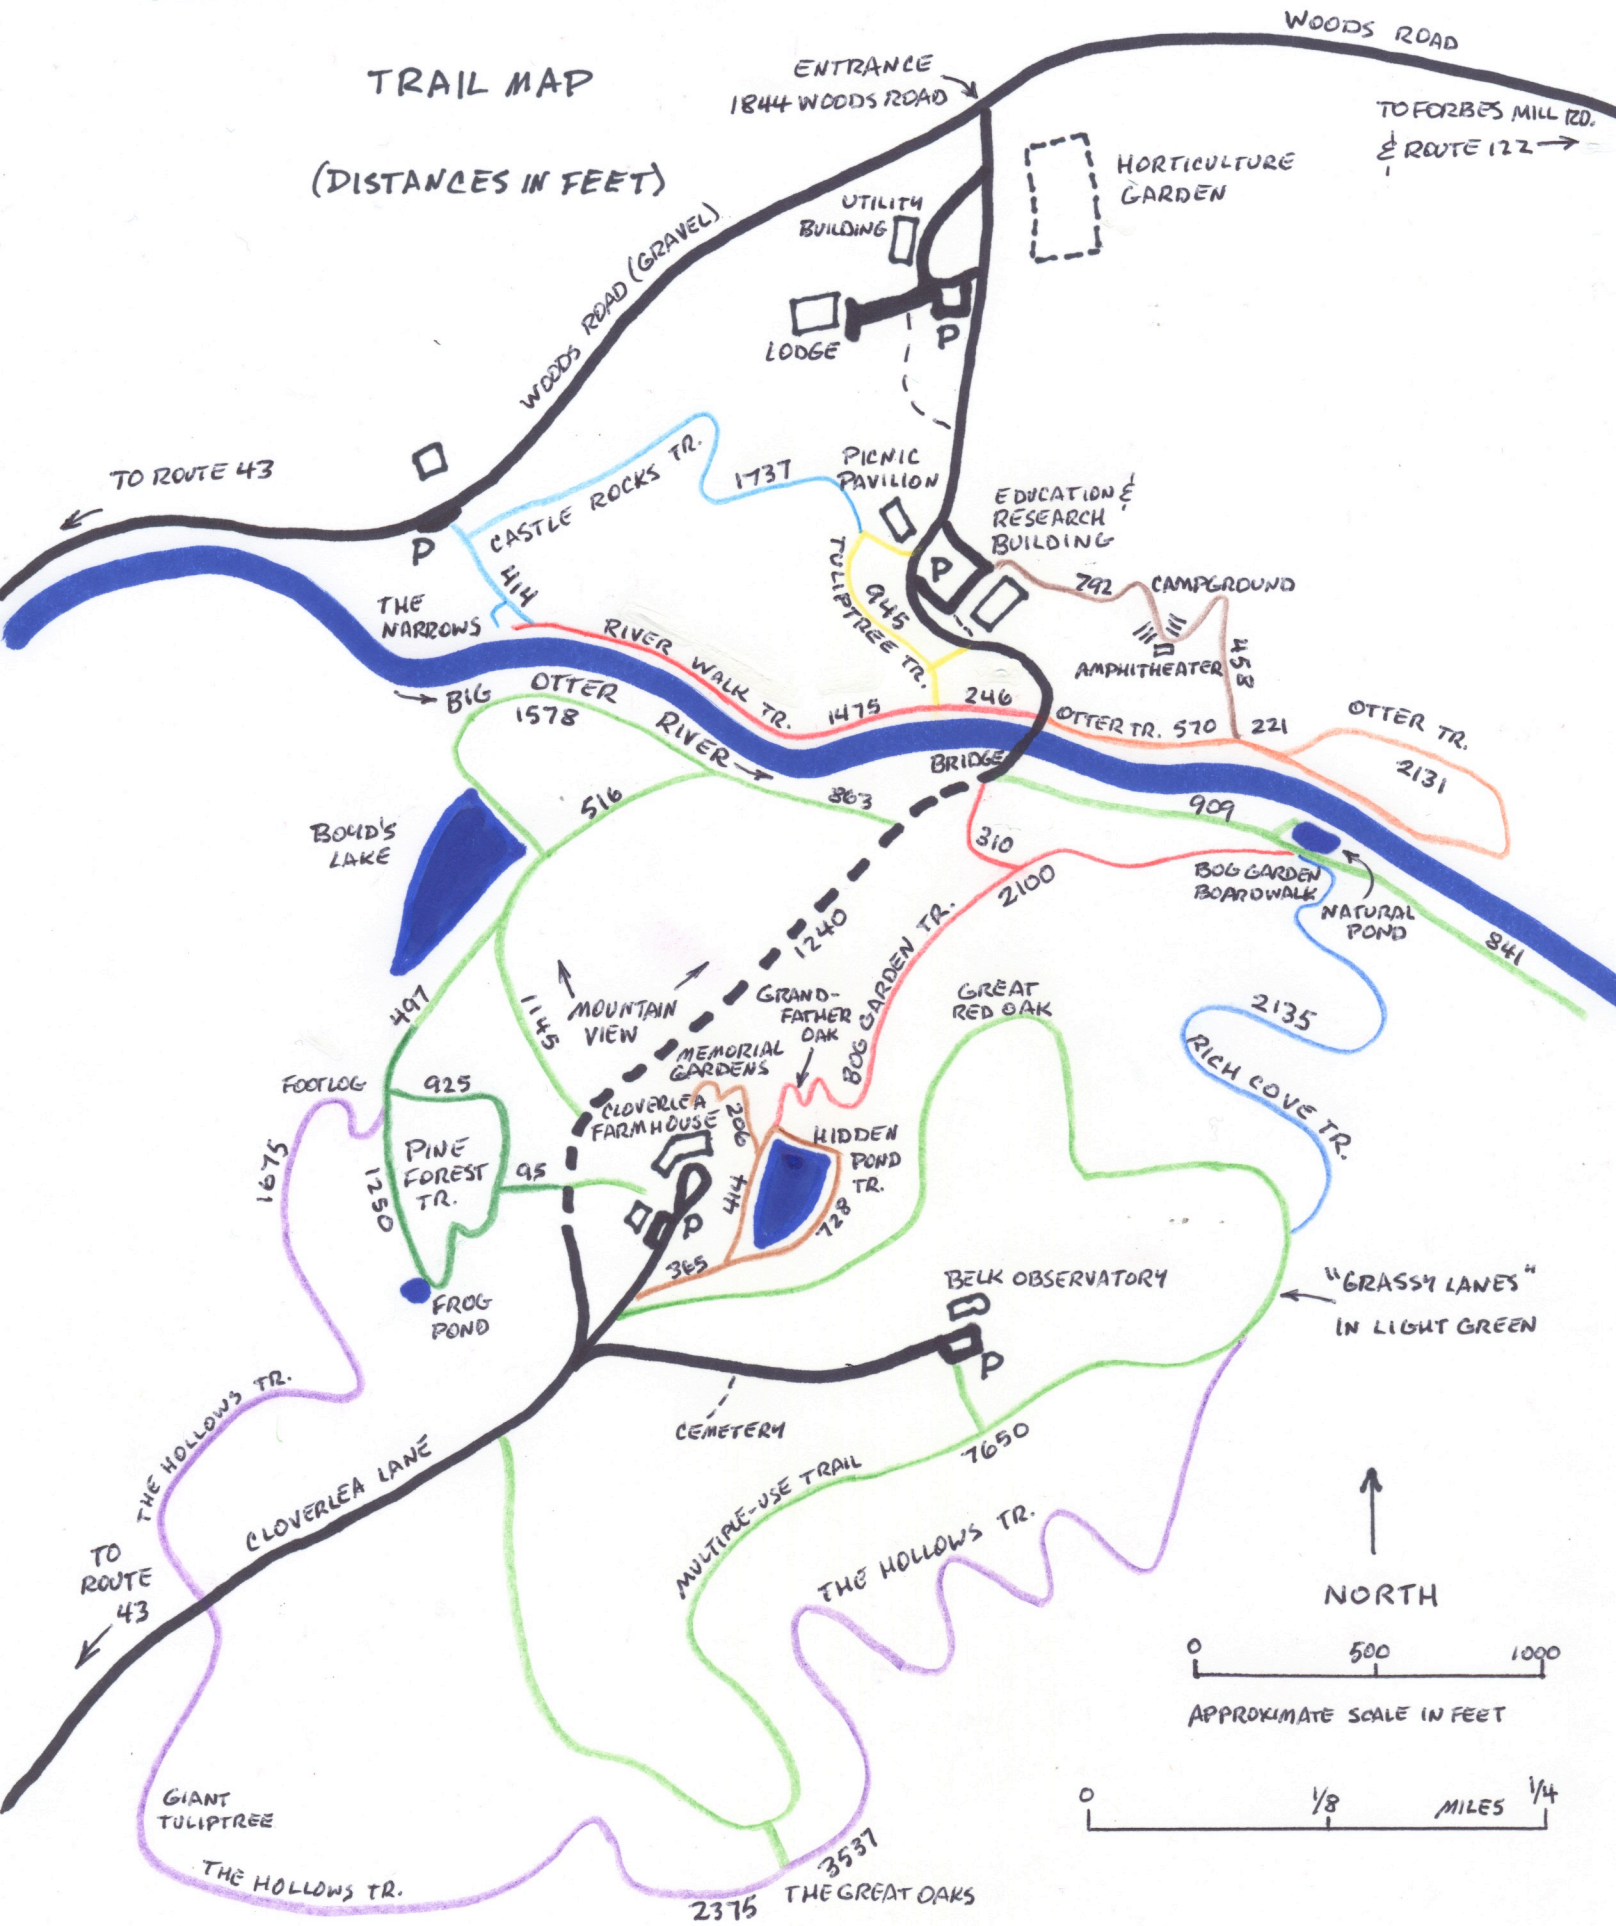 WOODS ROAD
TRAIL MAP
ENTRANCE
1844 WOODS ROAD
TO FORBES MILL RD.
& ROUTE 122
(DISTANCES IN FEET)
HORTICULTURE
GARDEN
UTILITY
BUILDING
WOODS ROAD (GRAVEL)
LODGE
P
TO ROUTE 43
P
CASTLE ROCKS TR.
1737
414
PICNIC
PAVILION
EDUCATION &
RESEARCH
BUILDING
P
TULIPTREE TR.
945
792
CAMPGROUND
AMPHITHEATER
458
THE
NARROWS
RIVER WALK TR.
1475
246
OTTER TR. 570
221
OTTER TR.
2131
BIG OTTER RIVER
1578
BRIDGE
516
863
909
BOYD'S
LAKE
310
2100
BOG GARDEN
BOARDWALK
NATURAL
POND
841
1240
BOG GARDEN TR.
497
1145
MOUNTAIN
VIEW
GRAND-
FATHER
OAK
GREAT
RED OAK
2135
RICH COVE TR.
MEMORIAL
GARDENS
FOOTLOG
925
CLOVERLEA
FARMHOUSE
206
HIDDEN
POND
TR.
1675
PINE
FOREST
TR.
1250
95
414
728
P
365
FROG
POND
BELK OBSERVATORY
P
"GRASSY LANES"
IN LIGHT GREEN
THE HOLLOWS TR.
CEMETERY
7650
CLOVERLEA LANE
MULTIPLE-USE TRAIL
THE HOLLOWS TR.
TO
ROUTE
43
NORTH
0 500 1000
APPROXIMATE SCALE IN FEET
0 1/8 MILES 1/4
GIANT
TULIPTREE
THE HOLLOWS TR.
3537
2375
THE GREAT OAKS